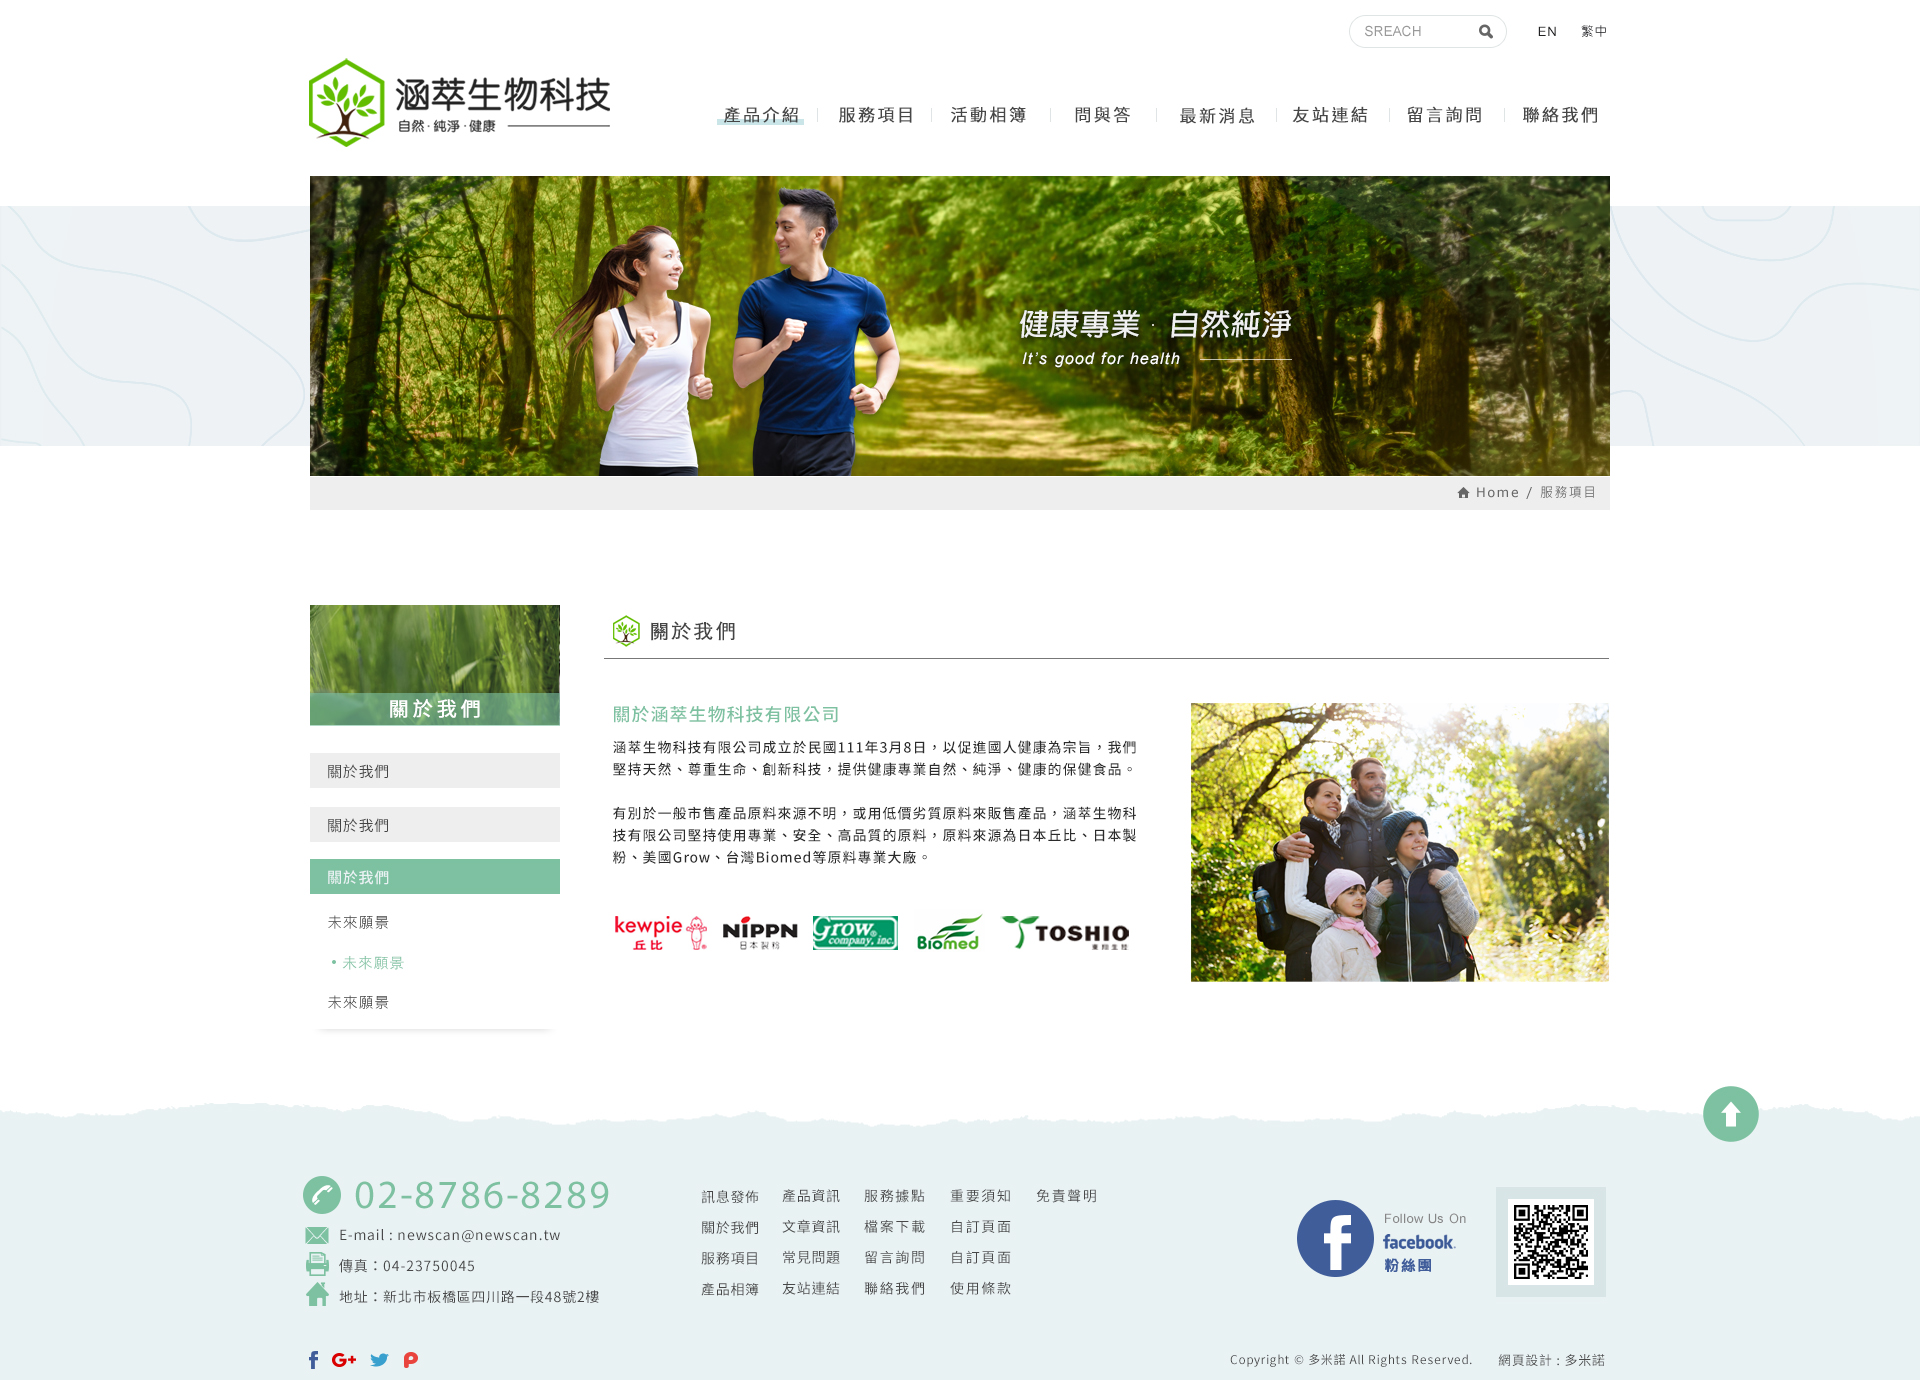 SREACH
EN 繁中
涵萃生物科技
自然·純淨·健康
產品介紹 服務項目 活動相簿 問與答 最新消息 友站連結 留言詢問 聯絡我們
健康專業·自然純淨
It's good for health
Home / 服務項目
關於我們
關於我們
關於我們
關於我們
未來願景
•未來願景
未來願景
關於我們
關於涵萃生物科技有限公司
涵萃生物科技有限公司成立於民國111年3月8日，以促進國人健康為宗旨，我們
堅持天然、尊重生命、創新科技，提供健康專業自然、純淨、健康的保健食品。
有別於一般市售產品原料來源不明，或用低價劣質原料來販售產品，涵萃生物科
技有限公司堅持使用專業、安全、高品質的原料，原料來源為日本丘比、日本製
粉、美國Grow、台灣Biomed等原料專業大廠。
kewpie
丘比
NIPPN
日本製粉
Grow
company, inc.
Biomed
TOSHIO
東翔生技
02-8786-8289
E-mail : newscan@newscan.tw
傳真：04-23750045
地址：新北市板橋區四川路一段48號2樓
訊息發佈 產品資訊 服務據點 重要須知 免責聲明
關於我們 文章資訊 檔案下載 自訂頁面
服務項目 常見問題 留言詢問 自訂頁面
產品相簿 友站連結 聯絡我們 使用條款
Follow Us On
facebook.
粉絲團
Copyright © 多米諾 All Rights Reserved. 網頁設計：多米諾